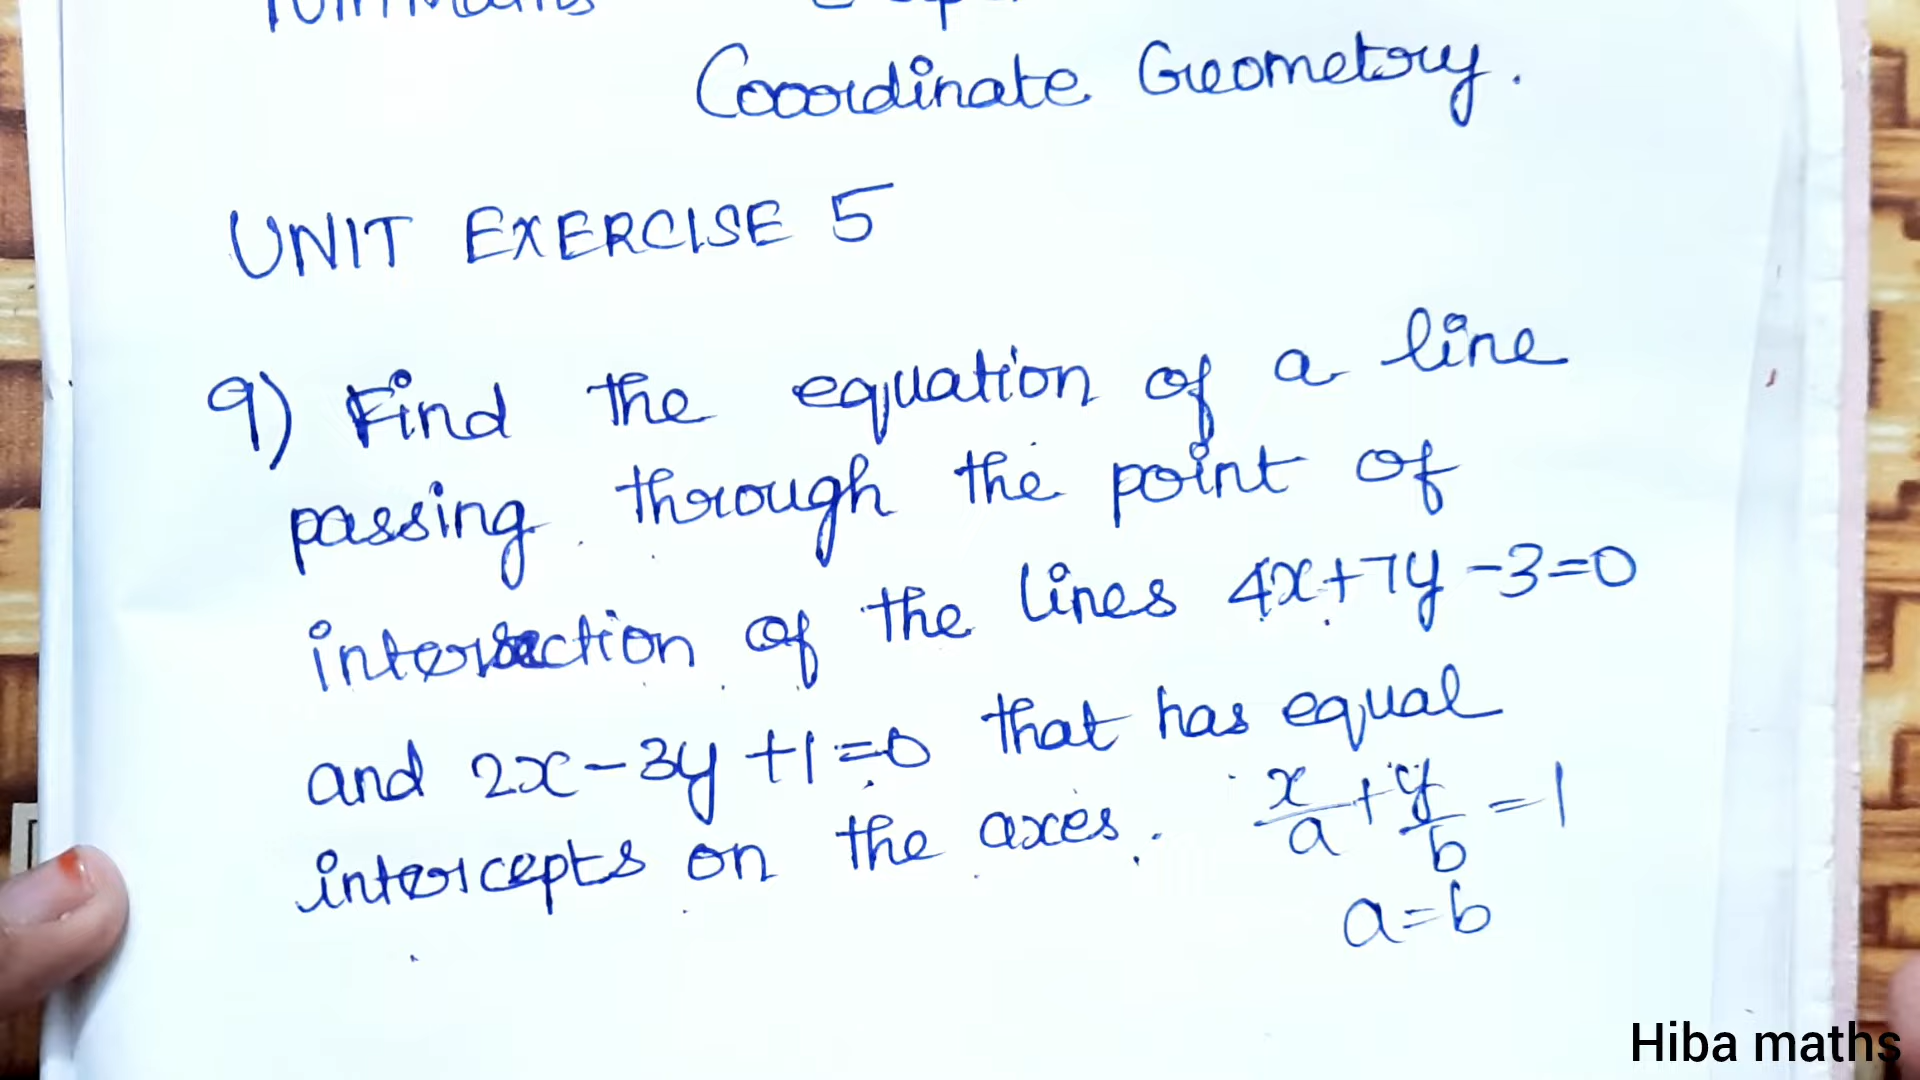 Coordinate Geometry.
UNIT EXERCISE 5
9) Find the equation of a line
passing through the point of
intersection of the lines 4x+7y-3=0
and 2x-3y+1=0 that has equal
intercepts on the axes. x/a + y/b = 1
a=b
Hiba maths